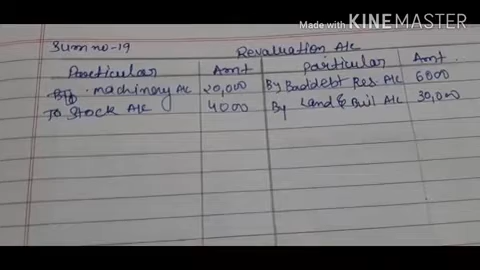 Made with KINEMASTER
Sum no-19
Revaluation A/c
Particular Amt Particular Amt.
machinery A/c 20,000 By Baddebt Res A/c 6000
To Stock A/c 4000 By Land & Buil A/c 30,000